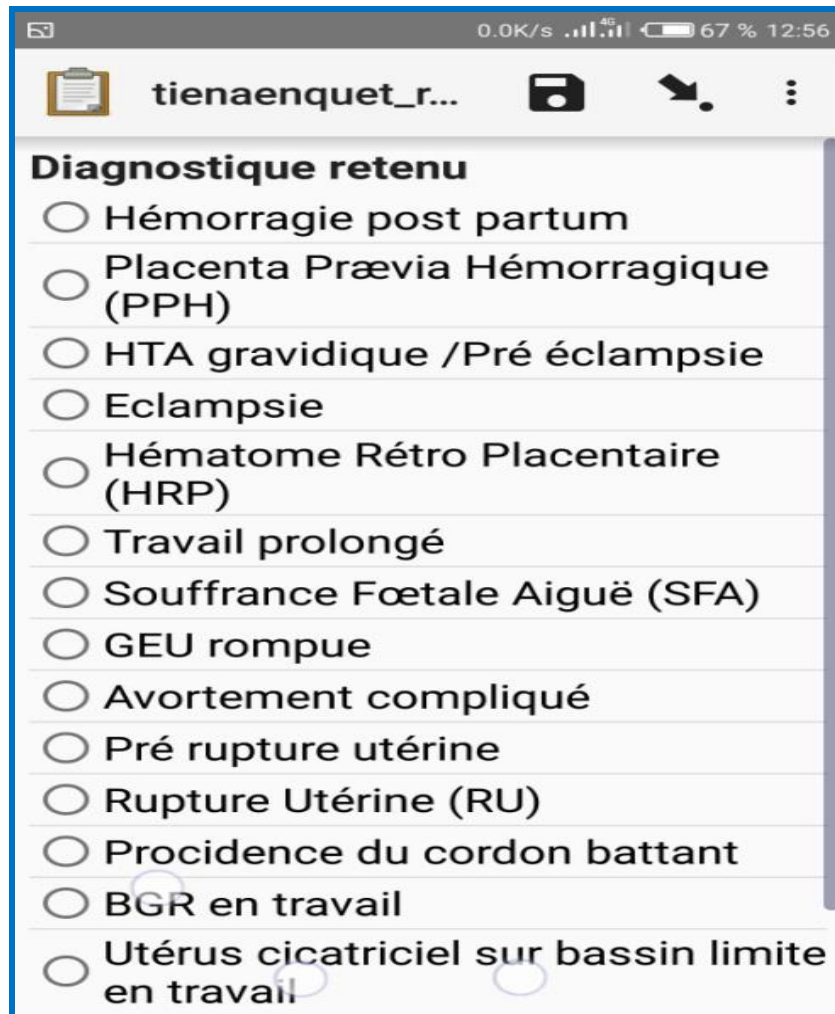 0.0K/s 4G 67 % 12:56
tienaenquet_r...
Diagnostique retenu
Hémorragie post partum
Placenta Prævia Hémorragique
(PPH)
HTA gravidique /Pré éclampsie
Eclampsie
Hématome Rétro Placentaire
(HRP)
Travail prolongé
Souffrance Fœtale Aiguë (SFA)
GEU rompue
Avortement compliqué
Pré rupture utérine
Rupture Utérine (RU)
Procidence du cordon battant
BGR en travail
Utérus cicatriciel sur bassin limite
en travail